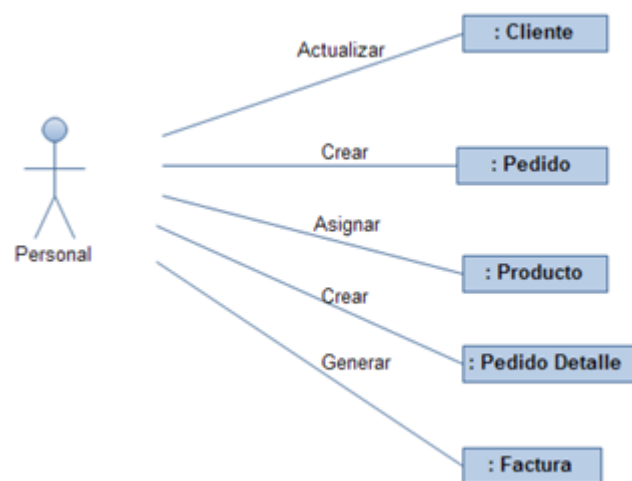 : Cliente
Actualizar
Crear
: Pedido
Asignar
Personal
: Producto
Crear
Generar
: Pedido Detalle
: Factura